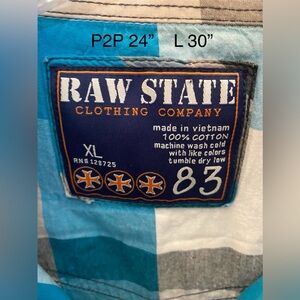 P2P 24” L 30”
RAW STATE
CLOTHING COMPANY
made in vietnam
100% COTTON
machine wash cold
with like colors
tumble dry low
XL
RN# 128725
83